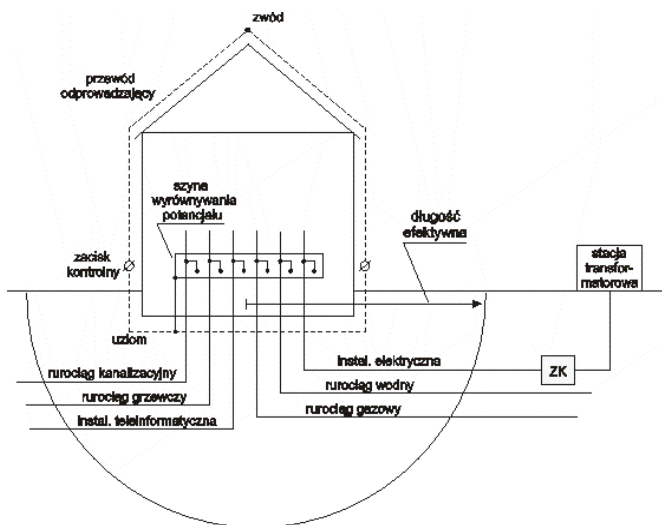 zwód
przewód
odprowadzający
szyna
wyrównywania
potencjału
długość
efektywna
zacisk
kontrolny
stacja
transfor-
matorowa
uziom
instal. elektryczna
ZK
rurociąg kanalizacyjny
rurociąg wodny
rurociąg grzewczy
rurociąg gazowy
instal. teleinformatyczna